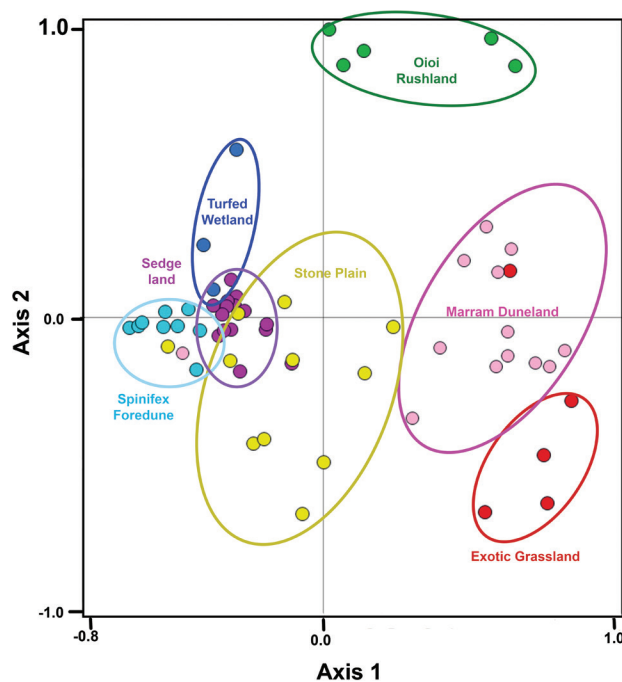 1.0
Oioi
Rushland
Turfed
Wetland
Sedge
land
Stone Plain
Marram Duneland
Axis 2
0.0
Spinifex
Foredune
Exotic Grassland
-1.0
-0.8
0.0
1.0
Axis 1